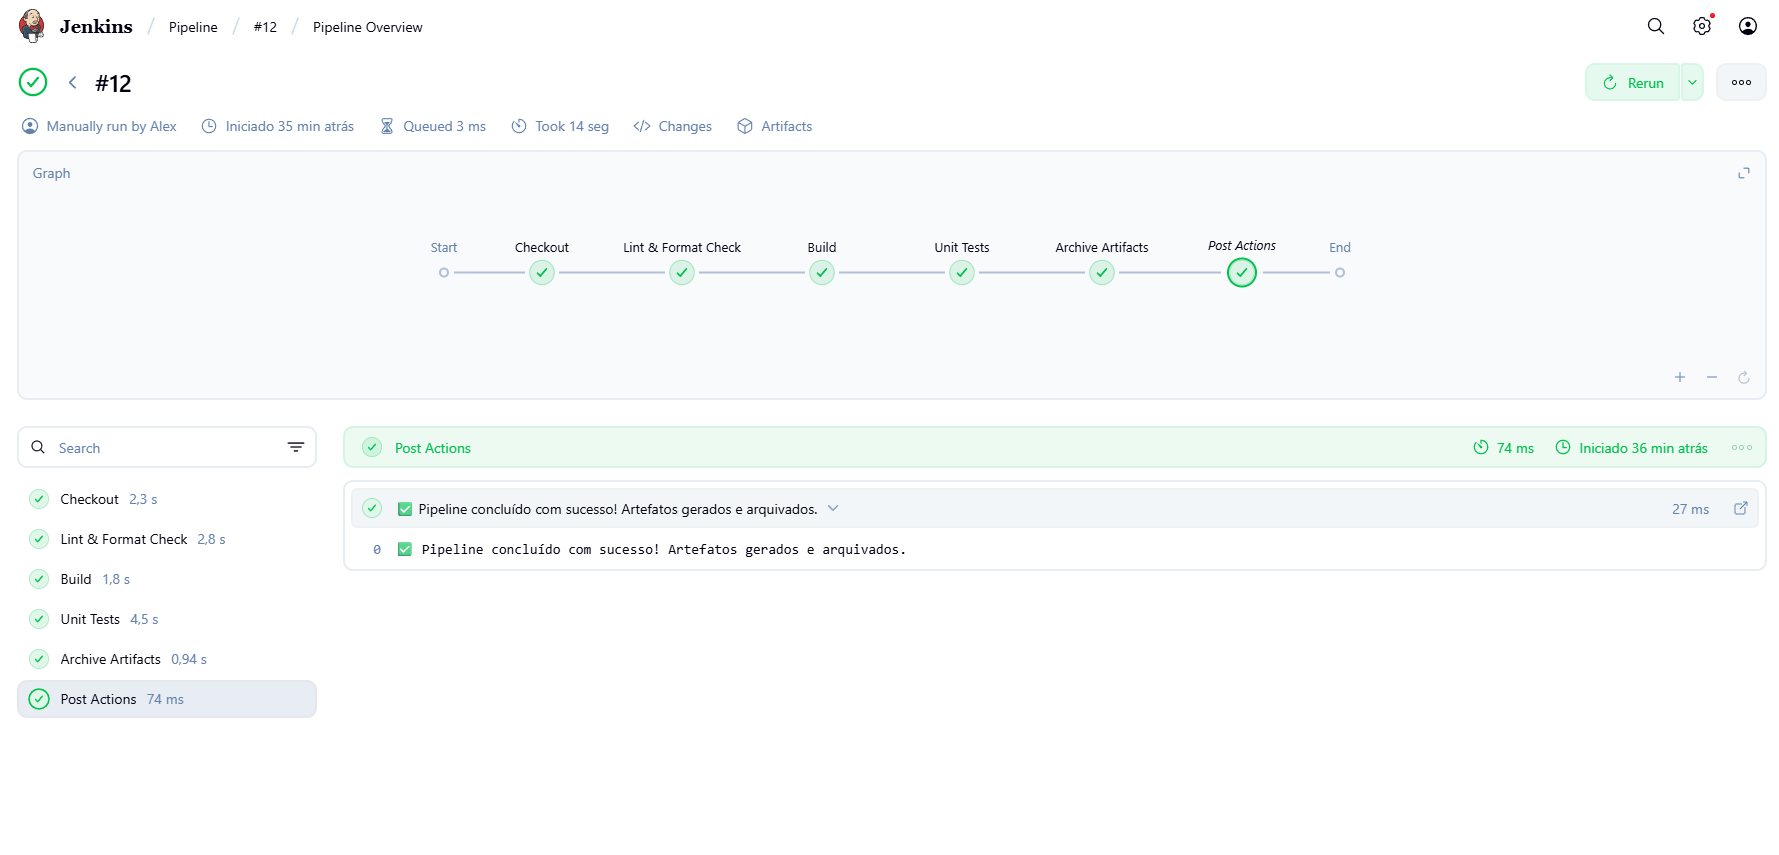 Jenkins / Pipeline / #12 / Pipeline Overview
#12
Rerun
Manually run by Alex Iniciado 35 min atrás Queued 3 ms Took 14 seg Changes Artifacts
Graph
Start Checkout Lint & Format Check Build Unit Tests Archive Artifacts Post Actions End
Search
Post Actions 74 ms Iniciado 36 min atrás
Checkout 2,3 s
Lint & Format Check 2,8 s
Build 1,8 s
Unit Tests 4,5 s
Archive Artifacts 0,94 s
Post Actions 74 ms
✅ Pipeline concluído com sucesso! Artefatos gerados e arquivados. 27 ms
0 ✅ Pipeline concluído com sucesso! Artefatos gerados e arquivados.